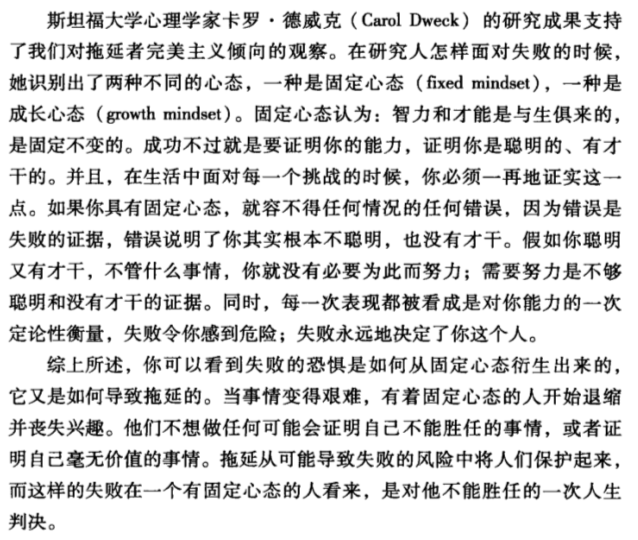 斯坦福大学心理学家卡罗·德威克（Carol Dweck）的研究成果支持
了我们对拖延者完美主义倾向的观察。在研究人怎样面对失败的时候，
她识别出了两种不同的心态，一种是固定心态（fixed mindset），一种是
成长心态（growth mindset）。固定心态认为：智力和才能是与生俱来的，
是固定不变的。成功不过就是要证明你的能力，证明你是聪明的、有才
干的。并且，在生活中面对每一个挑战的时候，你必须一再地证实这一
点。如果你具有固定心态，就容不得任何情况的任何错误，因为错误是
失败的证据，错误说明了你其实根本不聪明，也没有才干。假如你聪明
又有才干，不管什么事情，你就没有必要为此而努力；需要努力是不够
聪明和没有才干的证据。同时，每一次表现都被看成是对你能力的一次
定论性衡量，失败令你感到危险；失败永远地决定了你这个人。
综上所述，你可以看到失败的恐惧是如何从固定心态衍生出来的，
它又是如何导致拖延的。当事情变得艰难，有着固定心态的人开始退缩
并丧失兴趣。他们不想做任何可能会证明自己不能胜任的事情，或者证
明自己毫无价值的事情。拖延从可能导致失败的风险中将人们保护起来，
而这样的失败在一个有固定心态的人看来，是对他不能胜任的一次人生
判决。